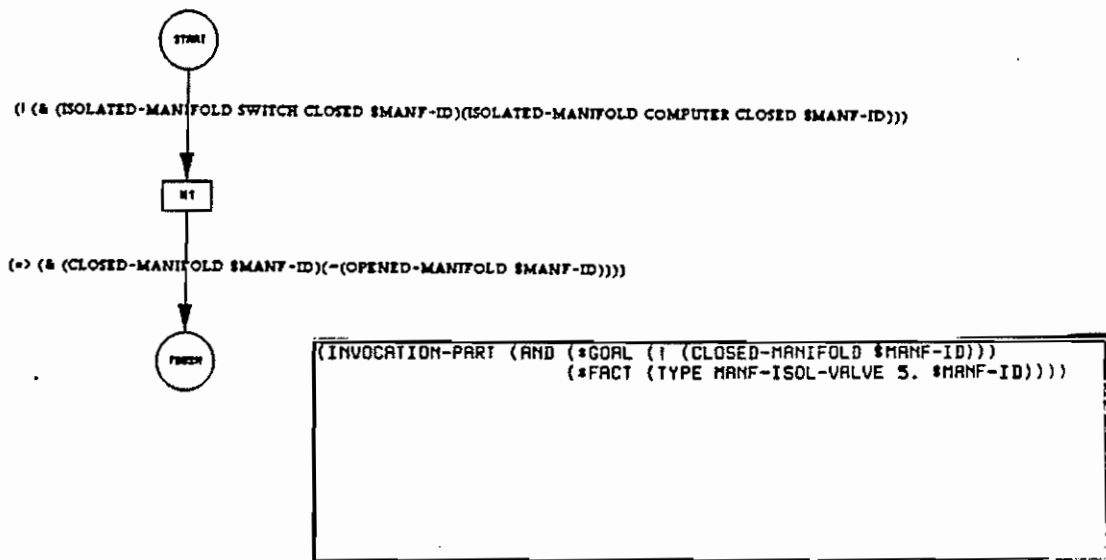 START
(! (& (ISOLATED-MANIFOLD SWITCH CLOSED $MANF-ID)(ISOLATED-MANIFOLD COMPUTER CLOSED $MANF-ID)))
N1
(=> (& (CLOSED-MANIFOLD $MANF-ID)(~(OPENED-MANIFOLD $MANF-ID))))
FINISH
(INVOCATION-PART (AND (*GOAL (! (CLOSED-MANIFOLD $MANF-ID)))
(*FACT (TYPE MANF-ISOL-VALVE 5. $MANF-ID))))